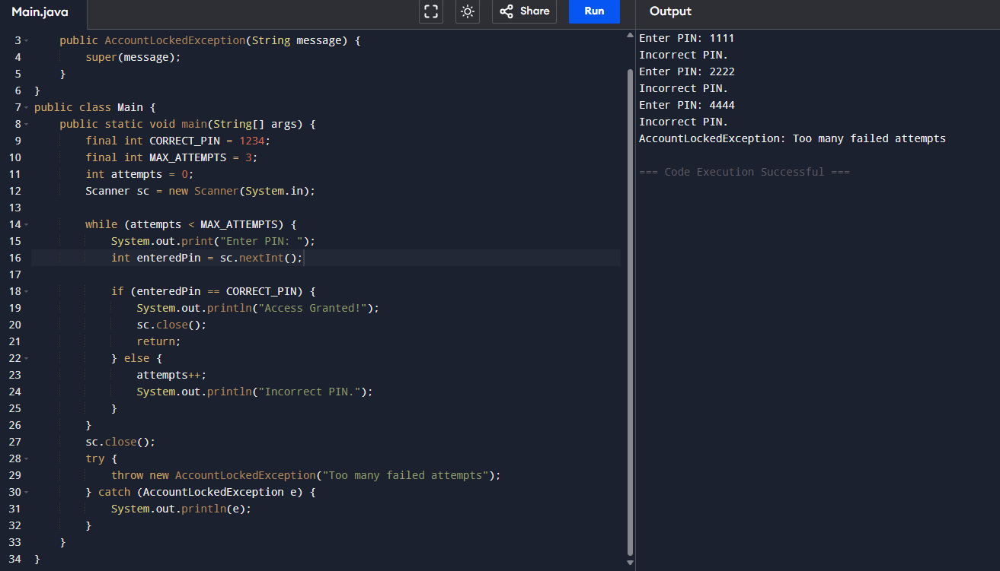 Main.java
Share
Run
Output
3 public AccountLockedException(String message) {
4 super(message);
5 }
6 }
7 public class Main {
8 public static void main(String[] args) {
9 final int CORRECT_PIN = 1234;
10 final int MAX_ATTEMPTS = 3;
11 int attempts = 0;
12 Scanner sc = new Scanner(System.in);
13
14 while (attempts < MAX_ATTEMPTS) {
15 System.out.print("Enter PIN: ");
16 int enteredPin = sc.nextInt();
17
18 if (enteredPin == CORRECT_PIN) {
19 System.out.println("Access Granted!");
20 sc.close();
21 return;
22 } else {
23 attempts++;
24 System.out.println("Incorrect PIN.");
25 }
26 }
27 sc.close();
28 try {
29 throw new AccountLockedException("Too many failed attempts");
30 } catch (AccountLockedException e) {
31 System.out.println(e);
32 }
33 }
34 }
Enter PIN: 1111
Incorrect PIN.
Enter PIN: 2222
Incorrect PIN.
Enter PIN: 4444
Incorrect PIN.
AccountLockedException: Too many failed attempts
=== Code Execution Successful ===